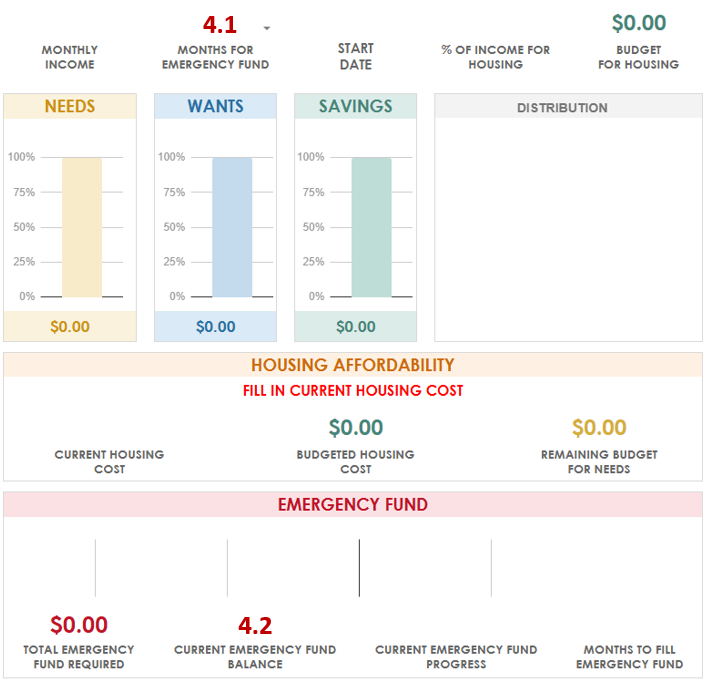 4.1
$0.00
MONTHLY
INCOME
MONTHS FOR
EMERGENCY FUND
START
DATE
% OF INCOME FOR
HOUSING
BUDGET
FOR HOUSING
NEEDS
100%
75%
50%
25%
0%
$0.00
WANTS
100%
75%
50%
25%
0%
$0.00
SAVINGS
100%
75%
50%
25%
0%
$0.00
DISTRIBUTION
HOUSING AFFORDABILITY
FILL IN CURRENT HOUSING COST
CURRENT HOUSING
COST
$0.00
BUDGETED HOUSING
COST
$0.00
REMAINING BUDGET
FOR NEEDS
EMERGENCY FUND
$0.00
TOTAL EMERGENCY
FUND REQUIRED
4.2
CURRENT EMERGENCY FUND
BALANCE
CURRENT EMERGENCY FUND
PROGRESS
MONTHS TO FILL
EMERGENCY FUND